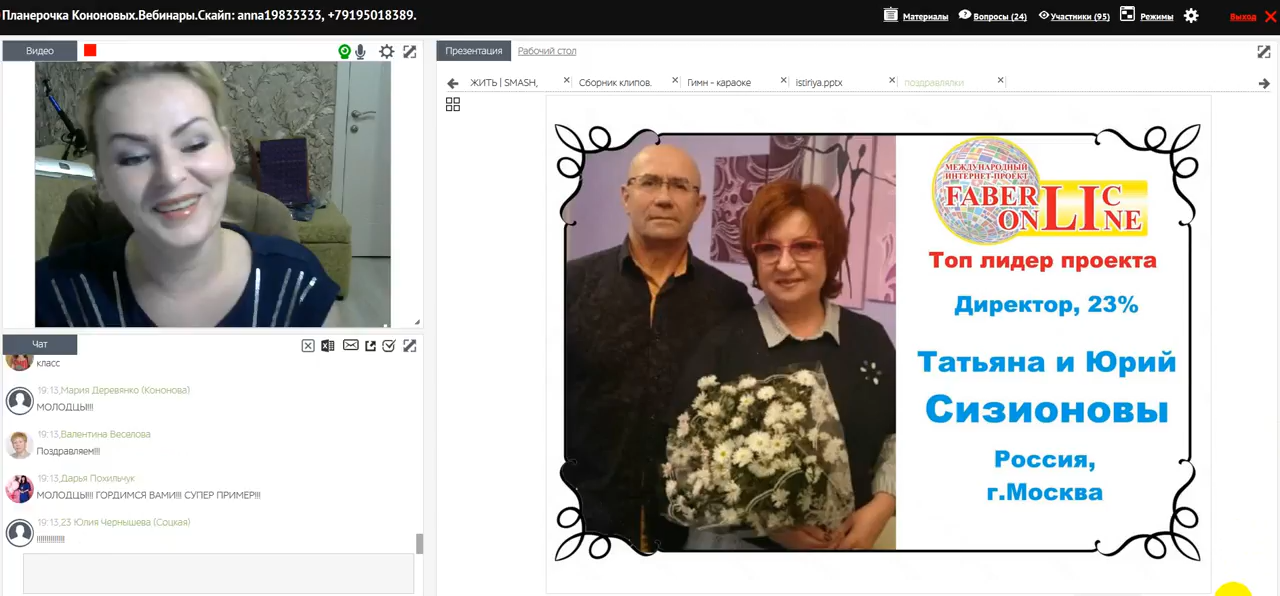 Планерочка Кононовых.Вебинары.Скайп: anna19833333, +79195018389.
Материалы
Вопросы (24)
Участники (95)
Режимы
Выход
Видео
Презентация
Рабочий стол
ЖИТЬ | SMASH,
Сборник клипов.
Гимн - караоке
istiriya.pptx
поздравлялки
МЕЖДУНАРОДНЫЙ
ИНТЕРНЕТ-ПРОЕКТ
FABERLIC
ONLINE
Топ лидер проекта
Директор, 23%
Татьяна и Юрий
Сизионовы
Россия,
г.Москва
Чат
класс
19:13,Мария Деревянко (Кононова)
МОЛОДЦЫ!!!!
19:13,Валентина Веселова
Поздравляем!!!!
19:13,Дарья Похильчук
МОЛОДЦЫ!!!! ГОРДИМСЯ ВАМИ!!!! СУПЕР ПРИМЕР!!!!
19:13,23 Юлия Чернышева (Соцкая)